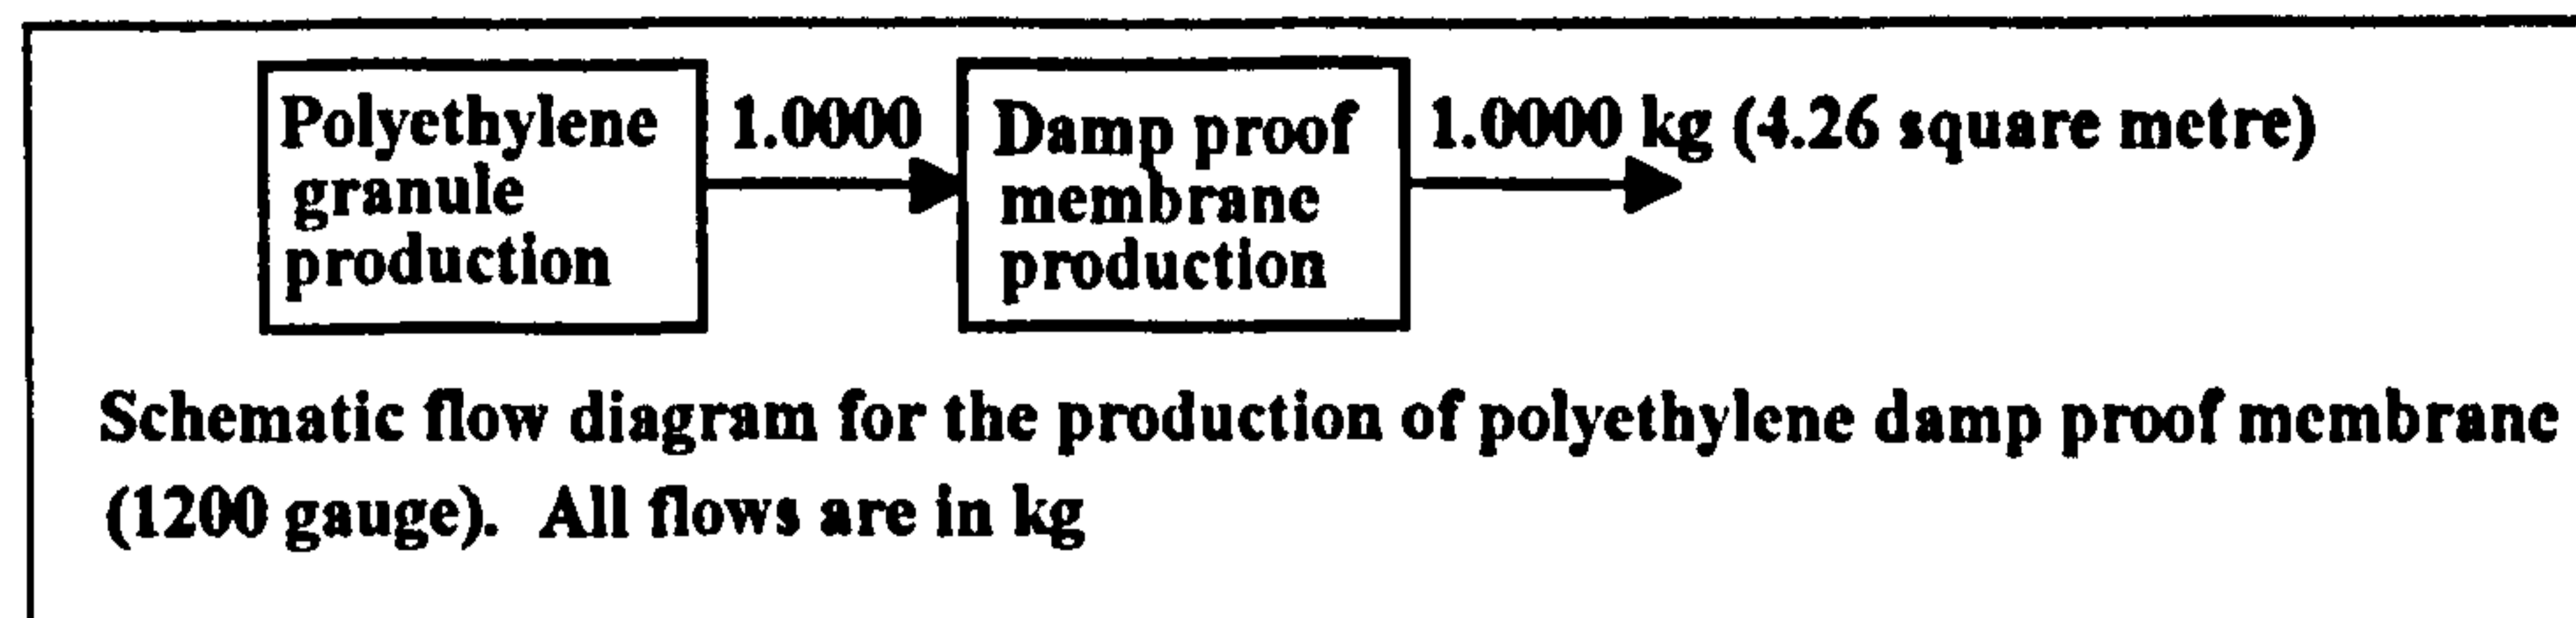 Polyethylene
granule
production
1.0000
Damp proof
membrane
production
1.0000 kg (4.26 square metre)
Schematic flow diagram for the production of polyethylene damp proof membrane
(1200 gauge). All flows are in kg